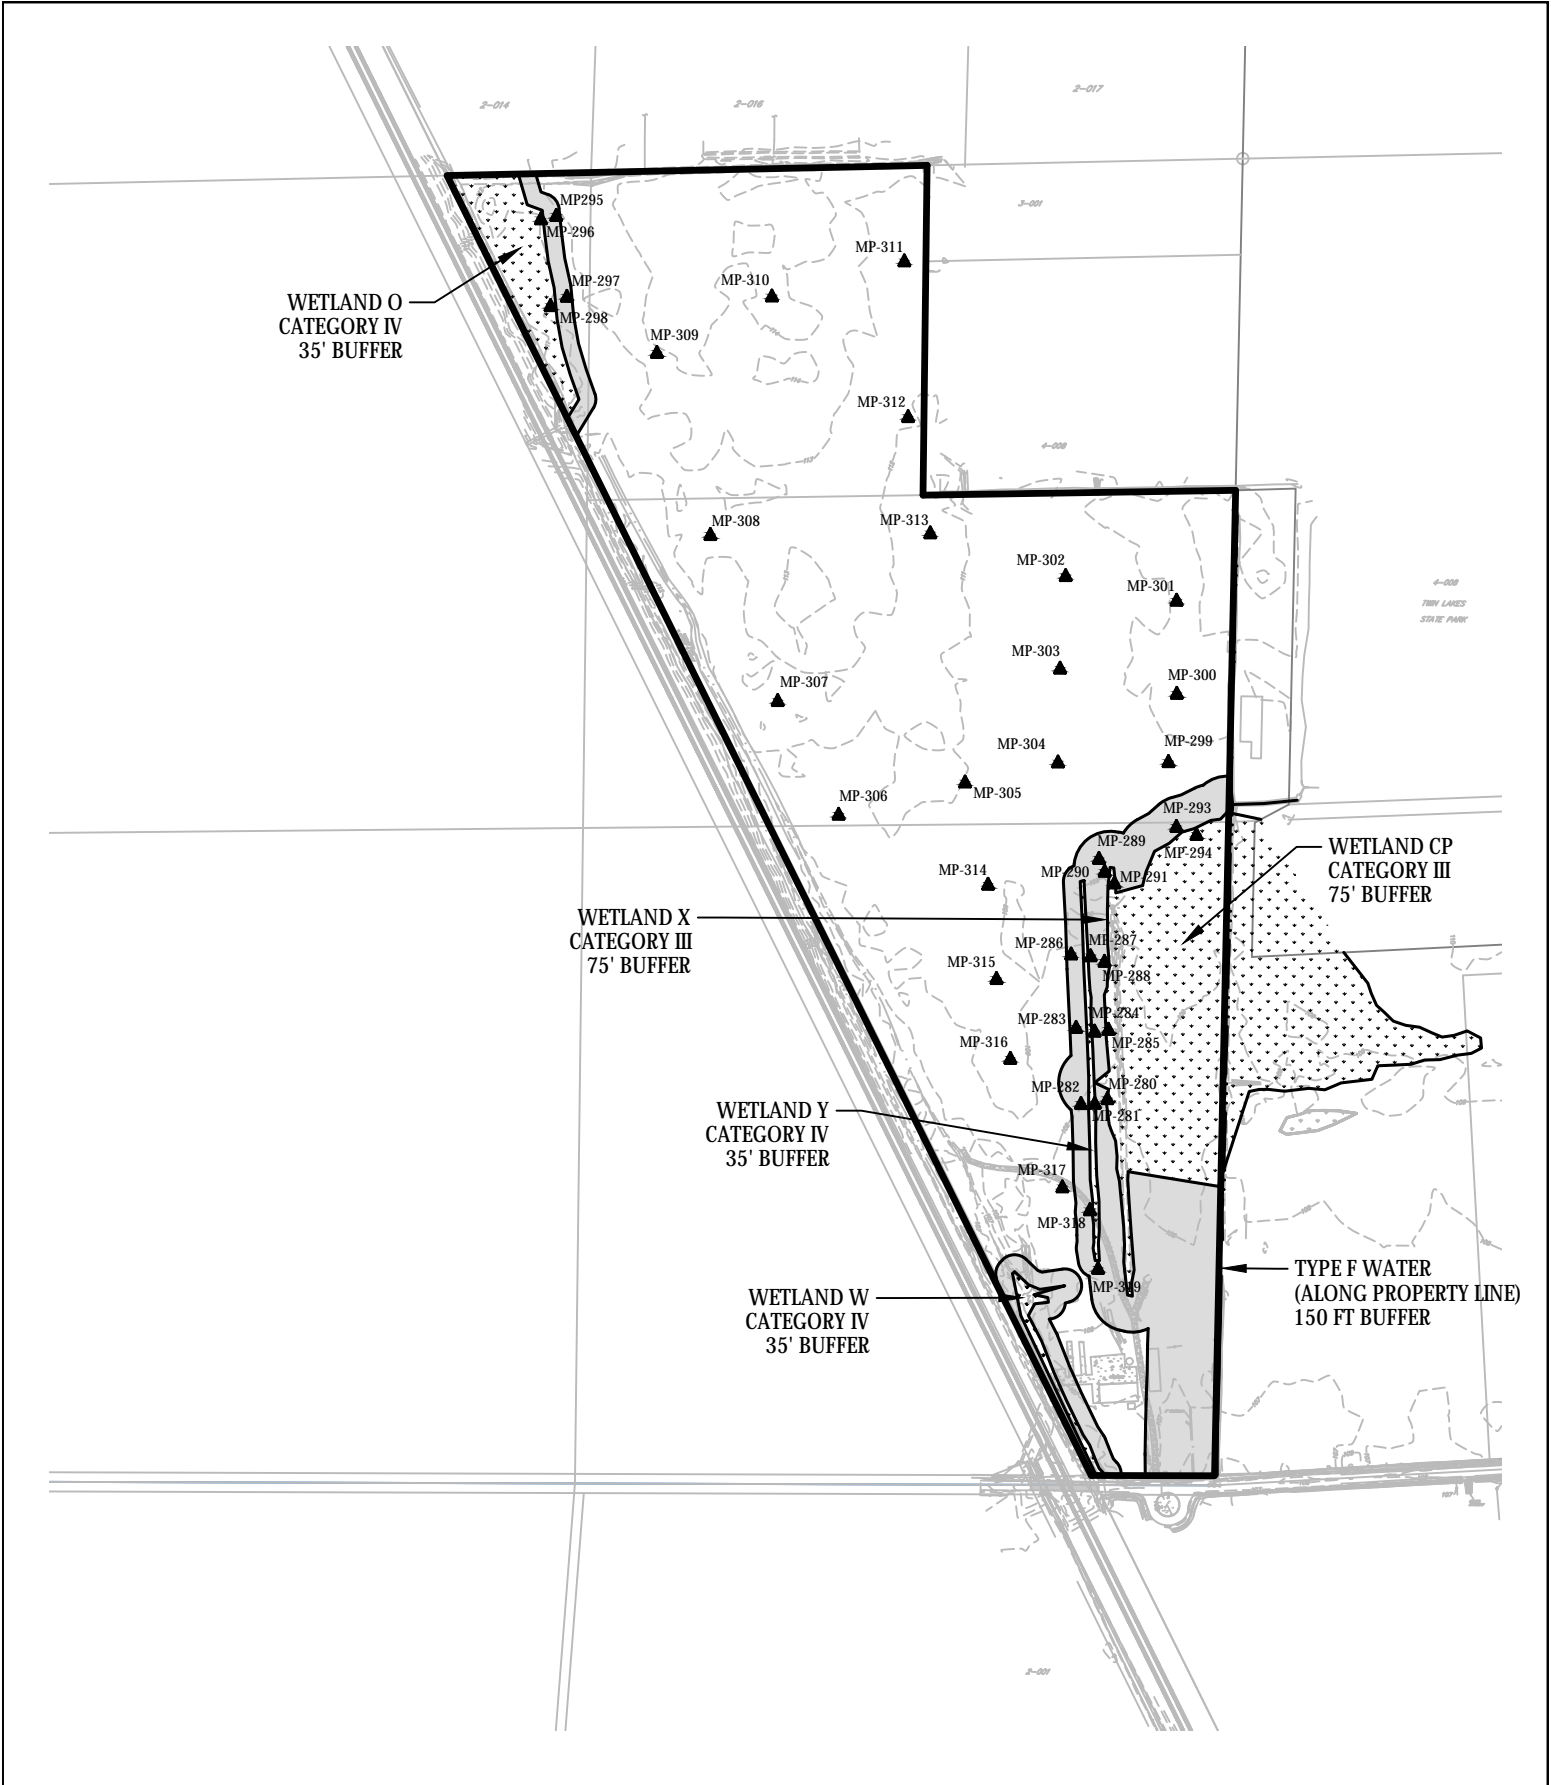 2-014
2-016
2-017
3-001
MP295
MP-296
MP-311
MP-297
MP-310
WETLAND O
CATEGORY IV
35' BUFFER
MP-298
MP-309
MP-312
4-008
MP-308
MP-313
MP-302
MP-301
4-008
TWIN LAKES
STATE PARK
MP-303
MP-300
MP-307
MP-304
MP-299
MP-305
MP-306
MP-293
MP-289
MP-294
WETLAND CP
CATEGORY III
75' BUFFER
MP-290
MP-291
MP-314
WETLAND X
CATEGORY III
75' BUFFER
MP-286
MP-287
MP-315
MP-288
MP-283
MP-284
MP-316
MP-285
MP-282
MP-280
MP-281
WETLAND Y
CATEGORY IV
35' BUFFER
MP-317
MP-318
TYPE F WATER
(ALONG PROPERTY LINE)
150 FT BUFFER
MP-319
WETLAND W
CATEGORY IV
35' BUFFER
2-001